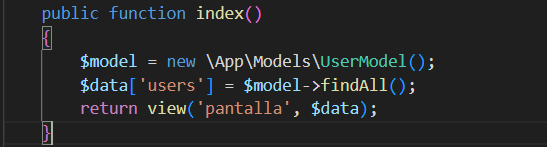 public function index()
{
$model = new \App\Models\UserModel();
$data['users'] = $model->findAll();
return view('pantalla', $data);
}